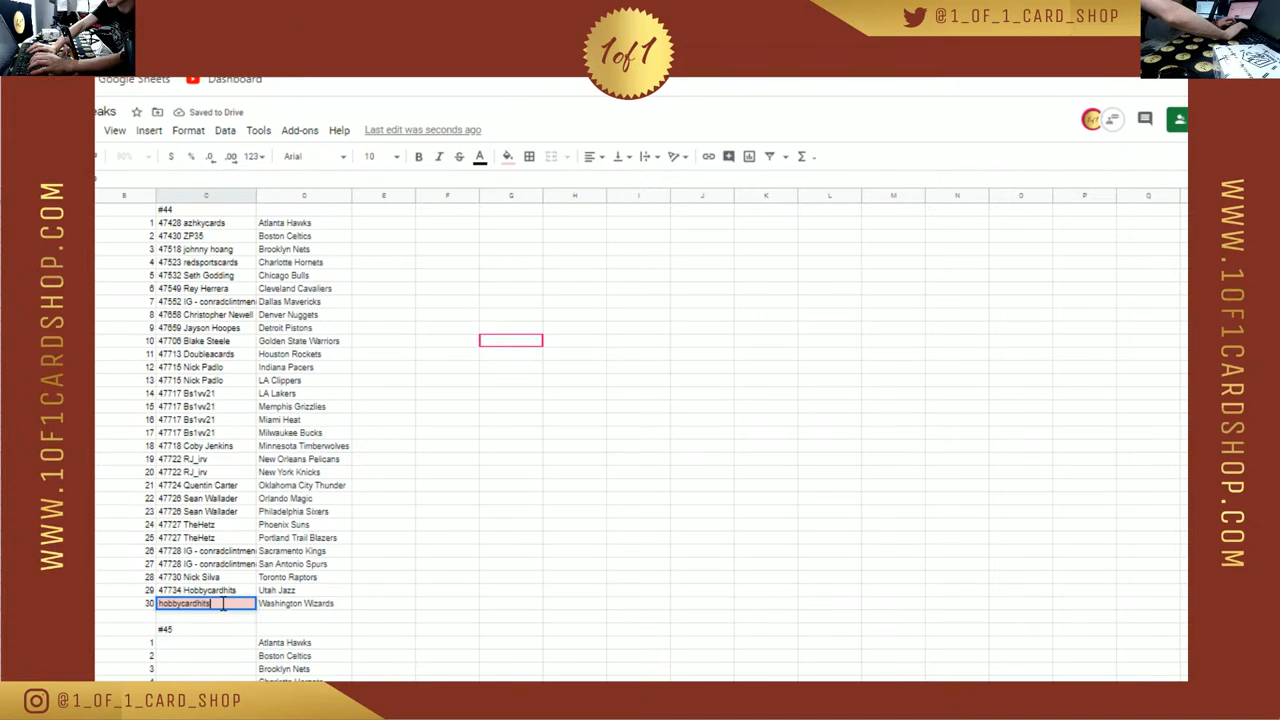 @1_OF_1_CARD_SHOP
1of1
Google Sheets Dashboard
eaks Saved to Drive
View Insert Format Data Tools Add-ons Help Last edit was seconds ago
90% $ % .0 .00 123 Arial 10 B I S A
B C D E F G H I J K L M N O P Q
#44
1 47428 azhkycards Atlanta Hawks
2 47430 ZP35 Boston Celtics
3 47518 johnny hoang Brooklyn Nets
4 47523 redsportscards Charlotte Hornets
5 47532 Seth Godding Chicago Bulls
6 47549 Rey Herrera Cleveland Cavaliers
7 47552 IG - conradclintmen Dallas Mavericks
8 47658 Christopher Newell Denver Nuggets
9 47659 Jayson Hoopes Detroit Pistons
10 47706 Blake Steele Golden State Warriors
11 47713 Doubleacards Houston Rockets
12 47715 Nick Padlo Indiana Pacers
13 47715 Nick Padlo LA Clippers
14 47717 Bs1vv21 LA Lakers
15 47717 Bs1vv21 Memphis Grizzlies
16 47717 Bs1vv21 Miami Heat
17 47717 Bs1vv21 Milwaukee Bucks
18 47718 Coby Jenkins Minnesota Timberwolves
19 47722 RJ_irv New Orleans Pelicans
20 47722 RJ_irv New York Knicks
21 47724 Quentin Carter Oklahoma City Thunder
22 47726 Sean Wallader Orlando Magic
23 47726 Sean Wallader Philadelphia Sixers
24 47727 TheHetz Phoenix Suns
25 47727 TheHetz Portland Trail Blazers
26 47728 IG - conradclintmen Sacramento Kings
27 47728 IG - conradclintmen San Antonio Spurs
28 47730 Nick Silva Toronto Raptors
29 47734 Hobbycardhits Utah Jazz
30 hobbycardhits Washington Wizards
#45
1 Atlanta Hawks
2 Boston Celtics
3 Brooklyn Nets
WWW.1OF1CARDSHOP.COM
WWW.1OF1CARDSHOP.COM
@1_OF_1_CARD_SHOP